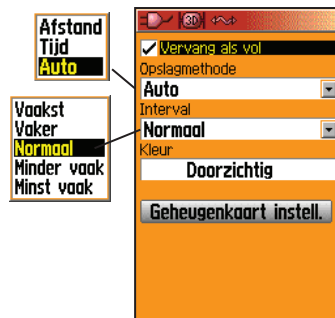 Afstand
Tijd
Auto
Vaakst
Vaker
Normaal
Minder vaak
Minst vaak
3D
Vervang als vol
Opslagmethode
Auto
Interval
Normaal
Kleur
Doorzichtig
Geheugenkaart instell.